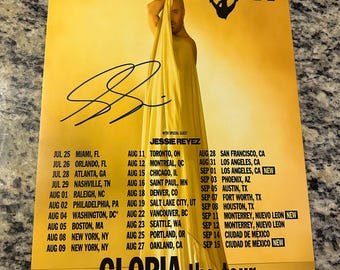 WITH SPECIAL GUEST
JESSIE REYEZ
JUL 25 MIAMI, FL
JUL 26 ORLANDO, FL
JUL 28 ATLANTA, GA
JUL 29 NASHVILLE, TN
AUG 01 RALEIGH, NC
AUG 02 PHILADELPHIA, PA
AUG 04 WASHINGTON, DC
AUG 05 BOSTON, MA
AUG 08 NEW YORK, NY
AUG 09 NEW YORK, NY
AUG 11 TORONTO, ON
AUG 12 MONTREAL, QC
AUG 15 CHICAGO, IL
AUG 16 SAINT PAUL, MN
AUG 18 DENVER, CO
AUG 19 SALT LAKE CITY, UT
AUG 22 VANCOUVER, BC
AUG 23 SEATTLE, WA
AUG 25 PORTLAND, OR
AUG 27 OAKLAND, CA
AUG 28 SAN FRANCISCO, CA
AUG 31 LOS ANGELES, CA
SEP 01 LOS ANGELES, CA NEW
SEP 03 PHOENIX, AZ
SEP 05 AUSTIN, TX
SEP 07 FORT WORTH, TX
SEP 08 HOUSTON, TX
SEP 11 MONTERREY, NUEVO LEON NEW
SEP 14 CIUDAD DE MÉXICO
SEP 15 CIUDAD DE MÉXICO NEW
GLORIA the tour